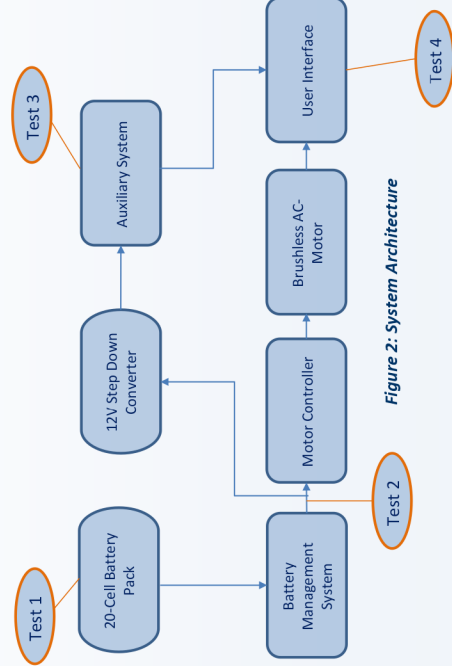 Test 1
Test 3
20-Cell Battery
Pack
12V Step Down
Converter
Auxiliary System
Battery
Management
System
Motor Controller
Brushless AC-
Motor
User Interface
Test 2
Test 4
Figure 2: System Architecture